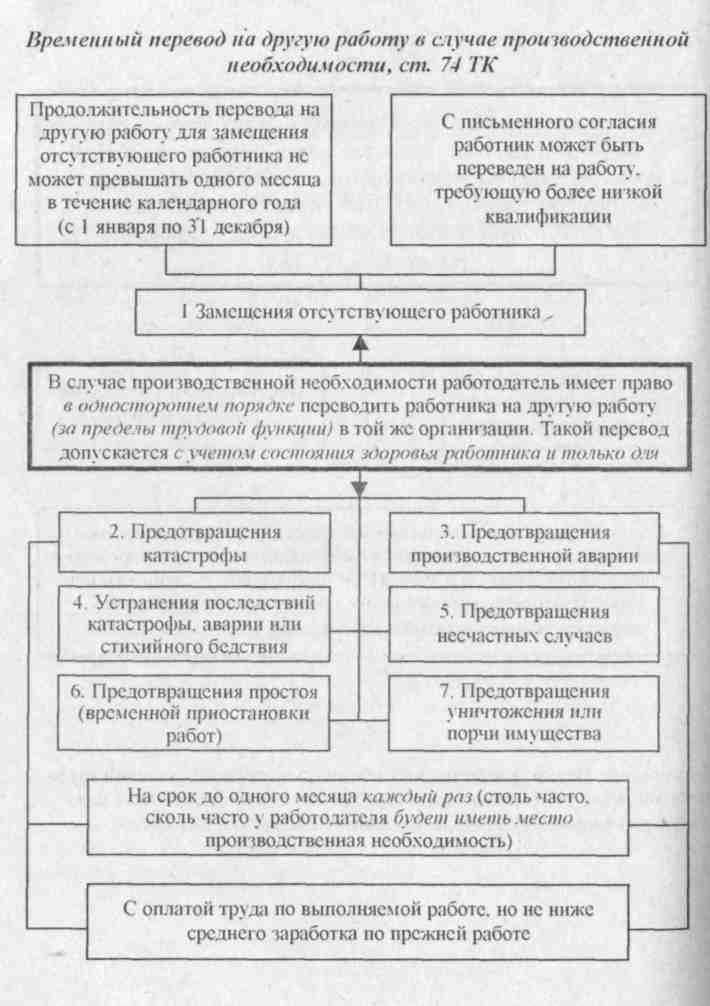 Временный перевод на другую работу в случае производственной
необходимости, ст. 74 ТК
Продолжительность перевода на
другую работу для замещения
отсутствующего работника не
может превышать одного месяца
в течение календарного года
(с 1 января по 31 декабря)
С письменного согласия
работник может быть
переведен на работу,
требующую более низкой
квалификации
1 Замещения отсутствующего работника
В случае производственной необходимости работодатель имеет право
в одностороннем порядке переводить работника на другую работу
(за пределы трудовой функции) в той же организации. Такой перевод
допускается с учетом состояния здоровья работника и только для
2. Предотвращения
катастрофы
3. Предотвращения
производственной аварии
4. Устранения последствий
катастрофы, аварии или
стихийного бедствия
5. Предотвращения
несчастных случаев
6. Предотвращения простоя
(временной приостановки
работ)
7. Предотвращения
уничтожения или
порчи имущества
На срок до одного месяца каждый раз (столь часто,
сколь часто у работодателя будет иметь место
производственная необходимость)
С оплатой труда по выполняемой работе, но не ниже
среднего заработка по прежней работе